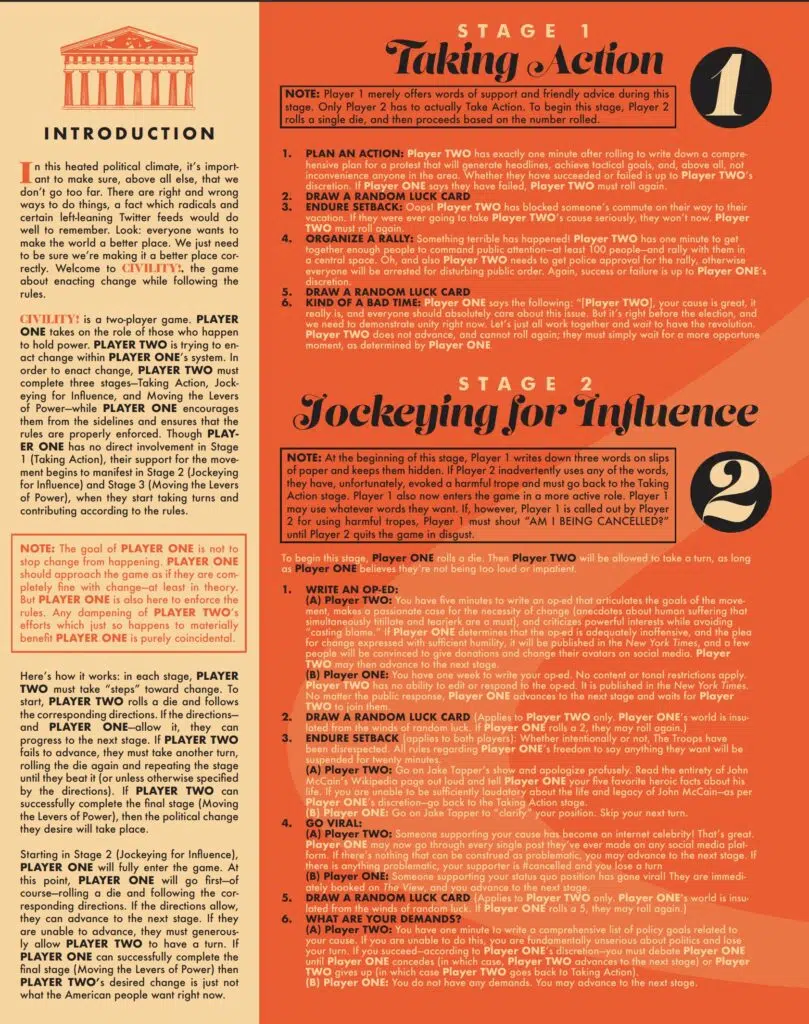 INTRODUCTION
In this heated political climate, it's import-
ant to make sure, above all else, that we
don't go too far. There are right and wrong
ways to do things, a fact which radicals and
certain left-leaning Twitter feeds would do
well to remember. Look: everyone wants to
make the world a better place. We just need
to be sure we're making it a better place cor-
rectly. Welcome to CIVILITY!, the game
about enacting change while following the
rules.
CIVILITY! is a two-player game. PLAYER
ONE takes on the role of those who happen
to hold power. PLAYER TWO is trying to en-
act change within PLAYER ONE's system. In
order to enact change, PLAYER TWO must
complete three stages—Taking Action, Jock-
eying for Influence, and Moving the Levers
of Power—while PLAYER ONE encourages
them from the sidelines and ensures that the
rules are properly enforced. Though PLAY-
ER ONE has no direct involvement in Stage
1 (Taking Action), their support for the move-
ment begins to manifest in Stage 2 (Jockeying
for Influence) and Stage 3 (Moving the Levers
of Power), when they start taking turns and
contributing according to the rules.
NOTE: The goal of PLAYER ONE is not to
stop change from happening. PLAYER ONE
should approach the game as if they are com-
pletely fine with change—at least in theory.
But PLAYER ONE is also here to enforce the
rules. Any dampening of PLAYER TWO's
efforts which just so happens to materially
benefit PLAYER ONE is purely coincidental.
Here's how it works: in each stage, PLAYER
TWO must take "steps" toward change. To
start, PLAYER TWO rolls a die and follows
the corresponding directions. If the directions—
and PLAYER ONE—allow it, they can
progress to the next stage. If PLAYER TWO
fails to advance, they must take another turn,
rolling the die again and repeating the stage
until they beat it (or unless otherwise specified
by the directions). If PLAYER TWO can
successfully complete the final stage (Moving
the Levers of Power), then the political change
they desire will take place.
Starting in Stage 2 (Jockeying for Influence),
PLAYER ONE will fully enter the game. At
this point, PLAYER ONE will go first—of
course—rolling a die and following the cor-
responding directions. If the directions allow,
they can advance to the next stage. If they
are unable to advance, they must generous-
ly allow PLAYER TWO to have a turn. If
PLAYER ONE can successfully complete the
final stage (Moving the Levers of Power) then
PLAYER TWO's desired change is just not
what the American people want right now.
STAGE 1
Taking Action
1
NOTE: Player 1 merely offers words of support and friendly advice during this
stage. Only Player 2 has to actually Take Action. To begin this stage, Player 2
rolls a single die, and then proceeds based on the number rolled.
1. PLAN AN ACTION: Player TWO has exactly one minute after rolling to write down a compre-
hensive plan for a protest that will generate headlines, achieve tactical goals, and, above all, not
inconvenience anyone in the area. Whether they have succeeded or failed is up to Player TWO's
discretion. If Player ONE says they have failed, Player TWO must roll again.
2. DRAW A RANDOM LUCK CARD
3. ENDURE SETBACK: Oops! Player TWO has blocked someone's commute on their way to their
vacation. If they were ever going to take Player TWO's cause seriously, they won't now. Player
TWO must roll again.
4. ORGANIZE A RALLY: Something terrible has happened! Player TWO has one minute to get
together enough people to command public attention—at least 100 people—and rally with them in
a central space. Oh, and also Player TWO needs to get police approval for the rally, otherwise
everyone will be arrested for disturbing public order. Again, success or failure is up to Player ONE's
discretion.
5. DRAW A RANDOM LUCK CARD
6. KIND OF A BAD TIME: Player ONE says the following: "[Player TWO], your cause is great, it
really is, and everyone should absolutely care about this issue. But it's right before the election, and
we need to demonstrate unity right now. Let's just all work together and wait to have the revolution.
Player TWO does not advance, and cannot roll again; they must simply wait for a more opportune
moment, as determined by Player ONE.
STAGE 2
Jockeying for Influence
2
NOTE: At the beginning of this stage, Player 1 writes down three words on slips
of paper and keeps them hidden. If Player 2 inadvertently uses any of the words,
they have, unfortunately, evoked a harmful trope and must go back to the Taking
Action stage. Player 1 also now enters the game in a more active role. Player 1
may use whatever words they want. If, however, Player 1 is called out by Player
2 for using harmful tropes, Player 1 must shout "AM I BEING CANCELLED?"
until Player 2 quits the game in disgust.
To begin this stage, Player ONE rolls a die. Then Player TWO will be allowed to take a turn, as long
as Player ONE believes they're not being too loud or impatient.
1. WRITE AN OP-ED:
(A) Player TWO: You have five minutes to write an op-ed that articulates the goals of the move-
ment, makes a passionate case for the necessity of change (anecdotes about human suffering that
simultaneously titillate and tearjerk are a must), and criticizes powerful interests while avoiding
"casting blame." If Player ONE determines that the op-ed is adequately inoffensive, and the plea
for change expressed with sufficient humility, it will be published in the New York Times, and a few
people will be convinced to give donations and change their avatars on social media. Player
TWO may then advance to the next stage.
(B) Player ONE: You have one week to write your op-ed. No content or tonal restrictions apply.
Player TWO has no ability to edit or respond to the op-ed. It is published in the New York Times.
No matter the public response, Player ONE advances to the next stage and waits for Player
TWO to join them.
2. DRAW A RANDOM LUCK CARD (Applies to Player TWO only. Player ONE's world is insu-
lated from the winds of random luck. If Player ONE rolls a 2, they may roll again.)
3. ENDURE SETBACK (applies to both players): Whether intentionally or not, The Troops have
been disrespected. All rules regarding Player ONE's freedom to say anything they want will be
suspended for twenty minutes.
(A) Player TWO: Go on Jake Tapper's show and apologize profusely. Read the entirety of John
McCain's Wikipedia page out loud and tell Player ONE your five favorite heroic facts about his
life. If you are unable to be sufficiently laudatory about the life and legacy of John McCain—as per
Player ONE's discretion—go back to the Taking Action stage.
(B) Player ONE: Go on Jake Tapper to "clarify" your position. Skip your next turn.
4. GO VIRAL:
(A) Player TWO: Someone supporting your cause has become an internet celebrity! That's great.
Player ONE may now go through every single post they've ever made on any social media plat-
form. If there's nothing that can be construed as problematic, you may advance to the next stage. If
there is anything problematic, your supporter is #cancelled and you lose a turn
(B) Player ONE: Someone supporting your status quo position has gone viral! They are immedi-
ately booked on The View, and you advance to the next stage.
5. DRAW A RANDOM LUCK CARD (Applies to Player TWO only. Player ONE's world is insu-
lated from the winds of random luck. If Player ONE rolls a 5, they may roll again.)
6. WHAT ARE YOUR DEMANDS?
(A) Player TWO: You have one minute to write a comprehensive list of policy goals related to
your cause. If you are unable to do this, you are fundamentally unserious about politics and lose
your turn. If you succeed—according to Player ONE's discretion—you must debate Player ONE
until Player ONE concedes (in which case, Player TWO advances to the next stage) or Player
TWO gives up (in which case Player TWO goes back to Taking Action).
(B) Player ONE: You do not have any demands. You may advance to the next stage.